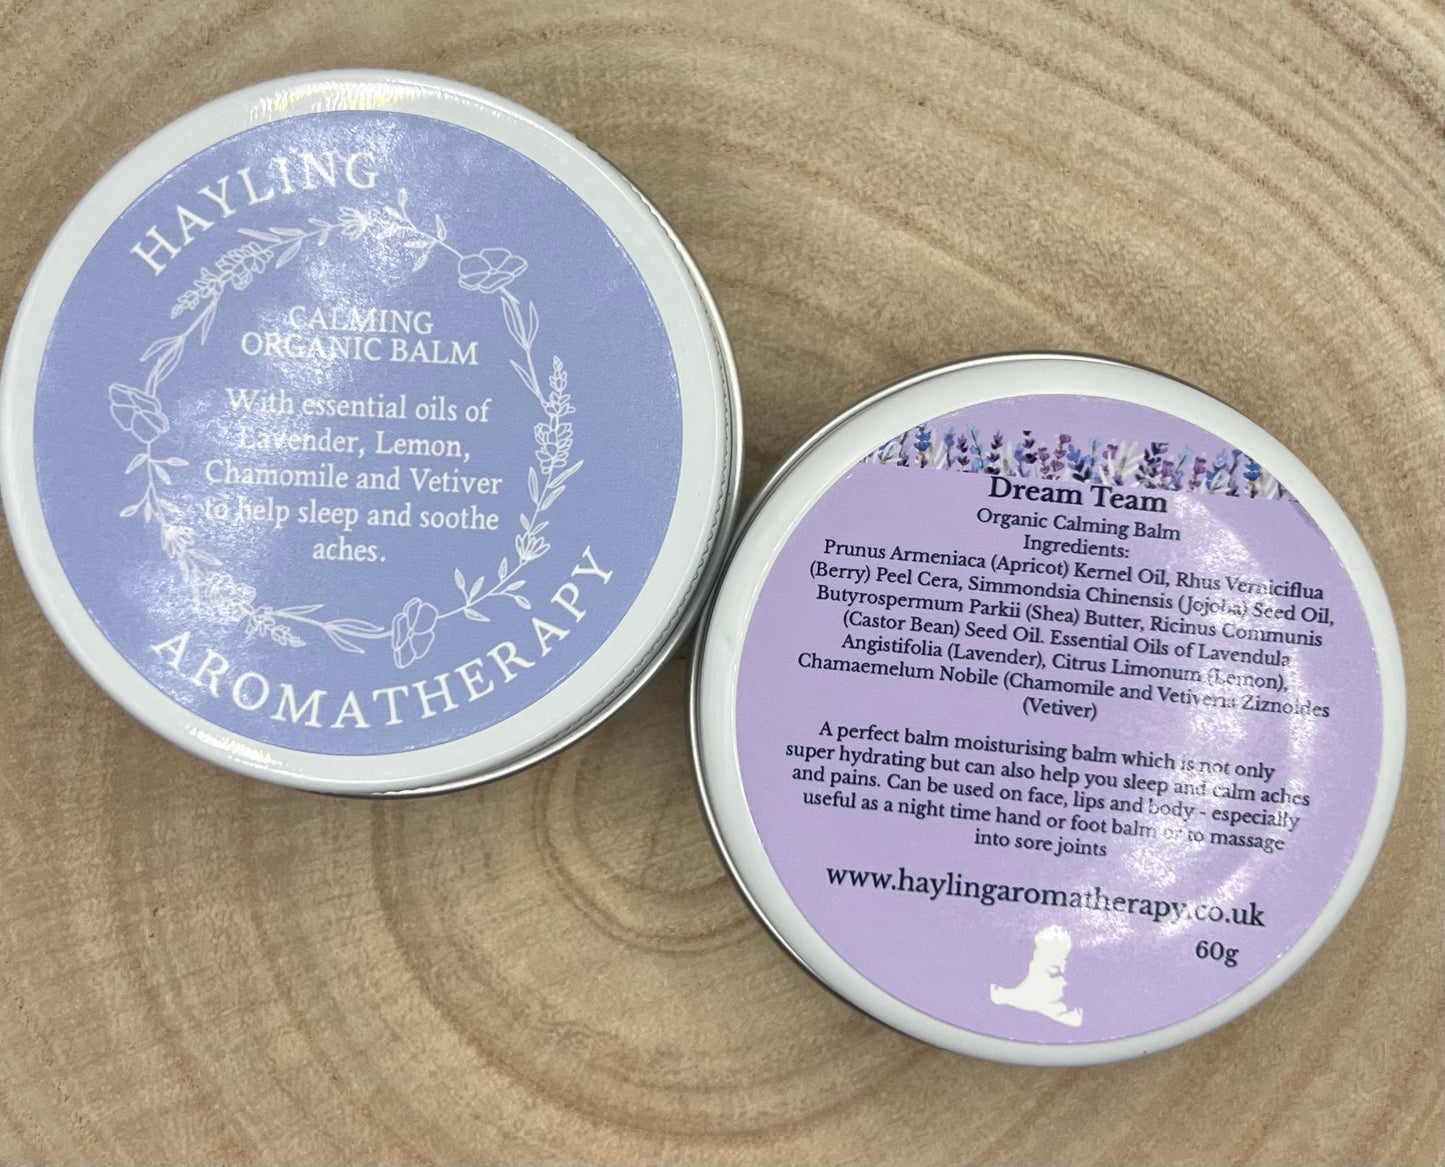 HAYLING
CALMING
ORGANIC BALM
With essential oils of
Lavender, Lemon,
Chamomile and Vetiver
to help sleep and soothe
aches.
AROMATHERAPY
Dream Team
Organic Calming Balm
Ingredients:
Prunus Armeniaca (Apricot) Kernel Oil, Rhus Verniciflua
(Berry) Peel Cera, Simmondsia Chinensis (Jojoba) Seed Oil,
Butyrospermum Parkii (Shea) Butter, Ricinus Communis
(Castor Bean) Seed Oil. Essential Oils of Lavendula
Angistifolia (Lavender), Citrus Limonum (Lemon),
Chamaemelum Nobile (Chamomile and Vetiveria Ziznoides
(Vetiver)
A perfect balm moisturising balm which is not only
super hydrating but can also help you sleep and calm aches
and pains. Can be used on face, lips and body - especially
useful as a night time hand or foot balm or to massage
into sore joints
www.haylingaromatherapy.co.uk
60g